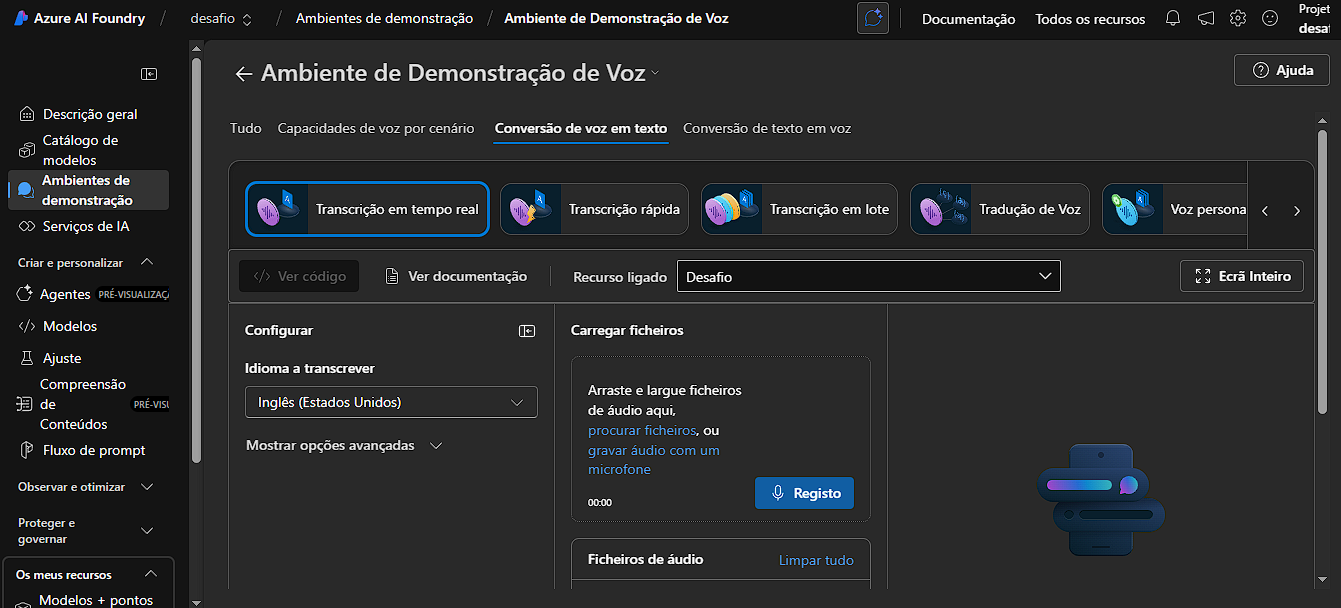 Azure AI Foundry / desafio / Ambientes de demonstração / Ambiente de Demonstração de Voz
Documentação
Todos os recursos
Projet
desa
Descrição geral
Catálogo de
modelos
Ambientes de
demonstração
Serviços de IA
Criar e personalizar
Agentes PRÉ-VISUALIZAÇ
Modelos
Ajuste
Compreensão
de PRÉ-VISU
Conteúdos
Fluxo de prompt
Observar e otimizar
Proteger e
governar
Os meus recursos
Modelos + pontos
Ambiente de Demonstração de Voz
Ajuda
Tudo Capacidades de voz por cenário Conversão de voz em texto Conversão de texto em voz
Transcrição em tempo real
Transcrição rápida
Transcrição em lote
Tradução de Voz
Voz persona
</> Ver código
Ver documentação
Recurso ligado
Desafio
Ecrã Inteiro
Configurar
Idioma a transcrever
Inglês (Estados Unidos)
Mostrar opções avançadas
Carregar ficheiros
Arraste e largue ficheiros
de áudio aqui,
procurar ficheiros, ou
gravar áudio com um
microfone
00:00
Registo
Ficheiros de áudio
Limpar tudo